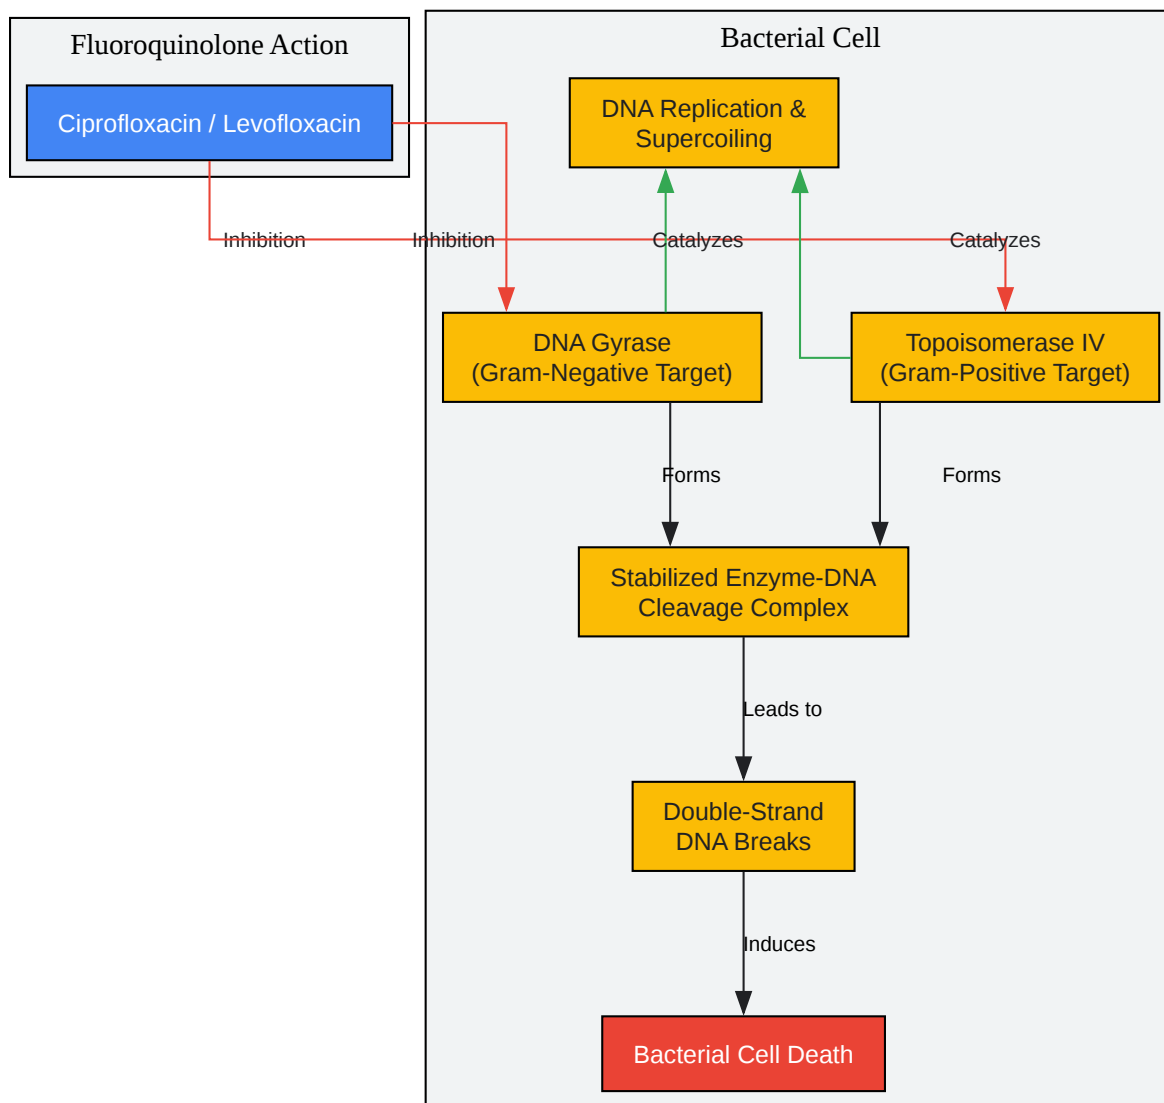 Fluoroquinolone Action
Ciprofloxacin / Levofloxacin
Bacterial Cell
DNA Replication &
Supercoiling
Inhibition
Inhibition
Catalyzes
Catalyzes
DNA Gyrase
(Gram-Negative Target)
Topoisomerase IV
(Gram-Positive Target)
Forms
Forms
Stabilized Enzyme-DNA
Cleavage Complex
Leads to
Double-Strand
DNA Breaks
Induces
Bacterial Cell Death